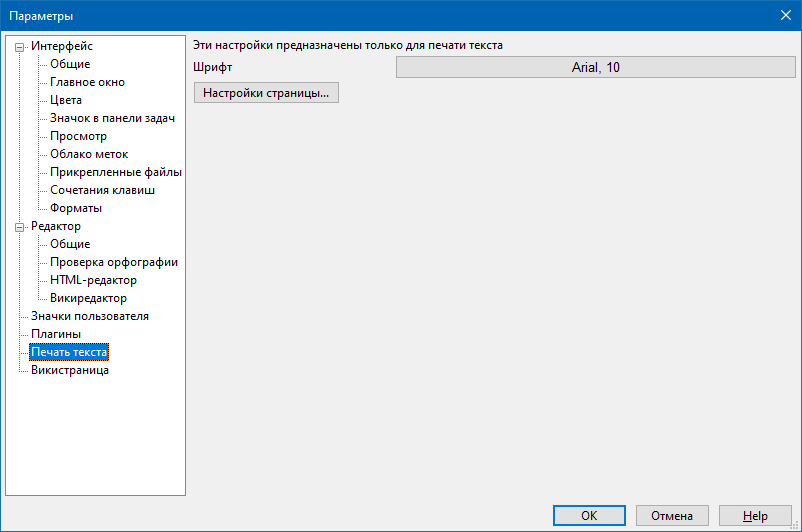 Параметры
Интерфейс
Общие
Главное окно
Цвета
Значок в панели задач
Просмотр
Облако меток
Прикрепленные файлы
Сочетания клавиш
Форматы
Редактор
Общие
Проверка орфографии
HTML-редактор
Викиредактор
Значки пользователя
Плагины
Печать текста
Викистраница
Эти настройки предназначены только для печати текста
Шрифт
Arial, 10
Настройки страницы...
OK
Отмена
Help